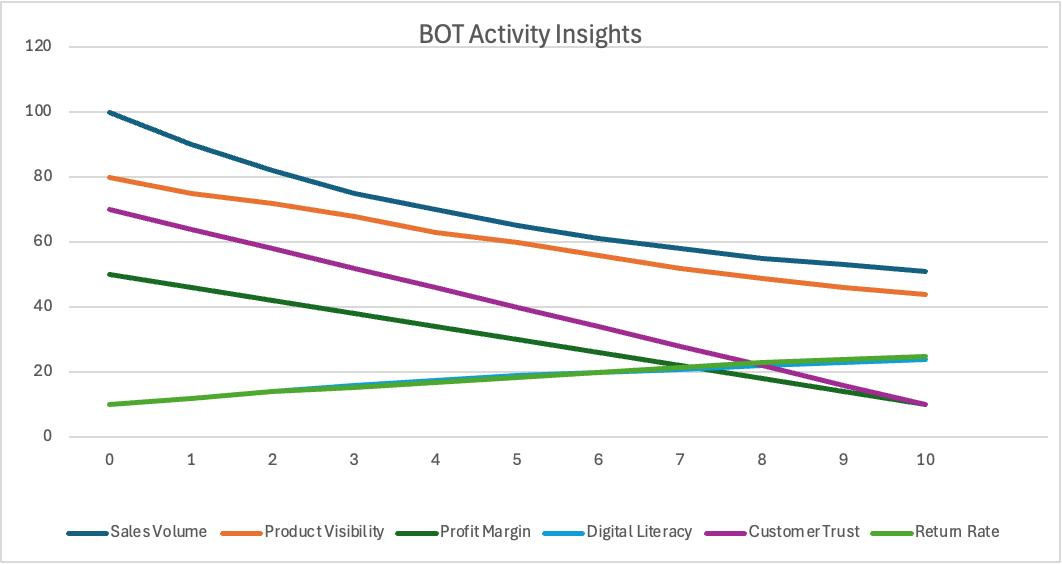 BOT Activity Insights
120
100
80
60
40
20
0
0 1 2 3 4 5 6 7 8 9 10
Sales Volume Product Visibility Profit Margin Digital Literacy Customer Trust Return Rate